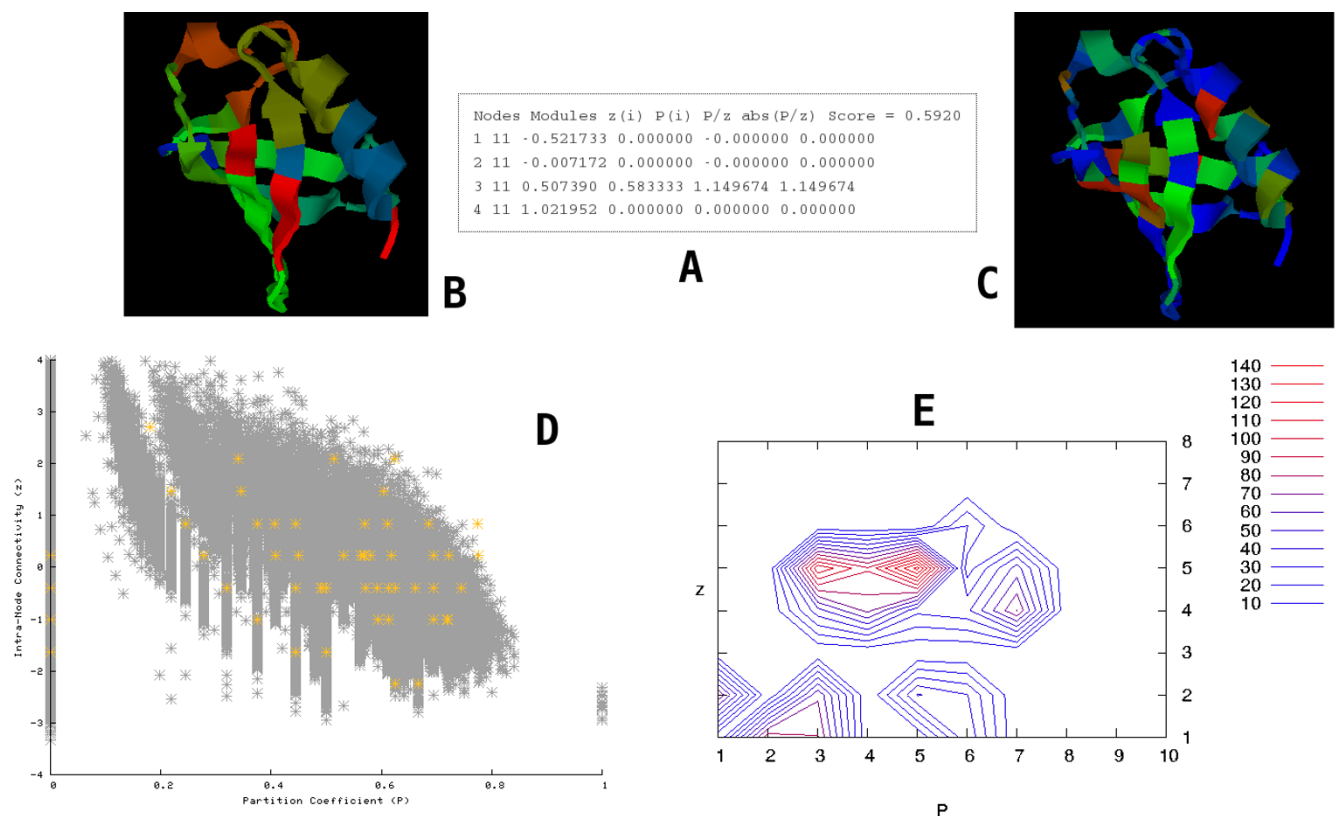 Nodes Modules z(i) P(i) P/z abs(P/z) Score = 0.5920
1 11 -0.521733 0.000000 -0.000000 0.000000
2 11 -0.007172 0.000000 -0.000000 0.000000
3 11 0.507390 0.583333 1.149674 1.149674
4 11 1.021952 0.000000 0.000000 0.000000
A
B
C
D
4
3
2
1
0
-1
-2
-3
-4
Intra-Node Connectivity (z)
0
0.2
0.4
0.6
0.8
1
Partition Coefficient (P)
E
140
130
120
110
100
90
80
70
60
50
40
30
20
10
8
7
6
5
4
3
2
1
z
1 2 3 4 5 6 7 8 9 10
P